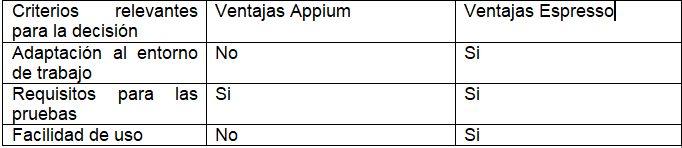 Criterios relevantes para la decisión | Ventajas Appium | Ventajas Espresso
Adaptación al entorno de trabajo | No | Si
Requisitos para las pruebas | Si | Si
Facilidad de uso | No | Si